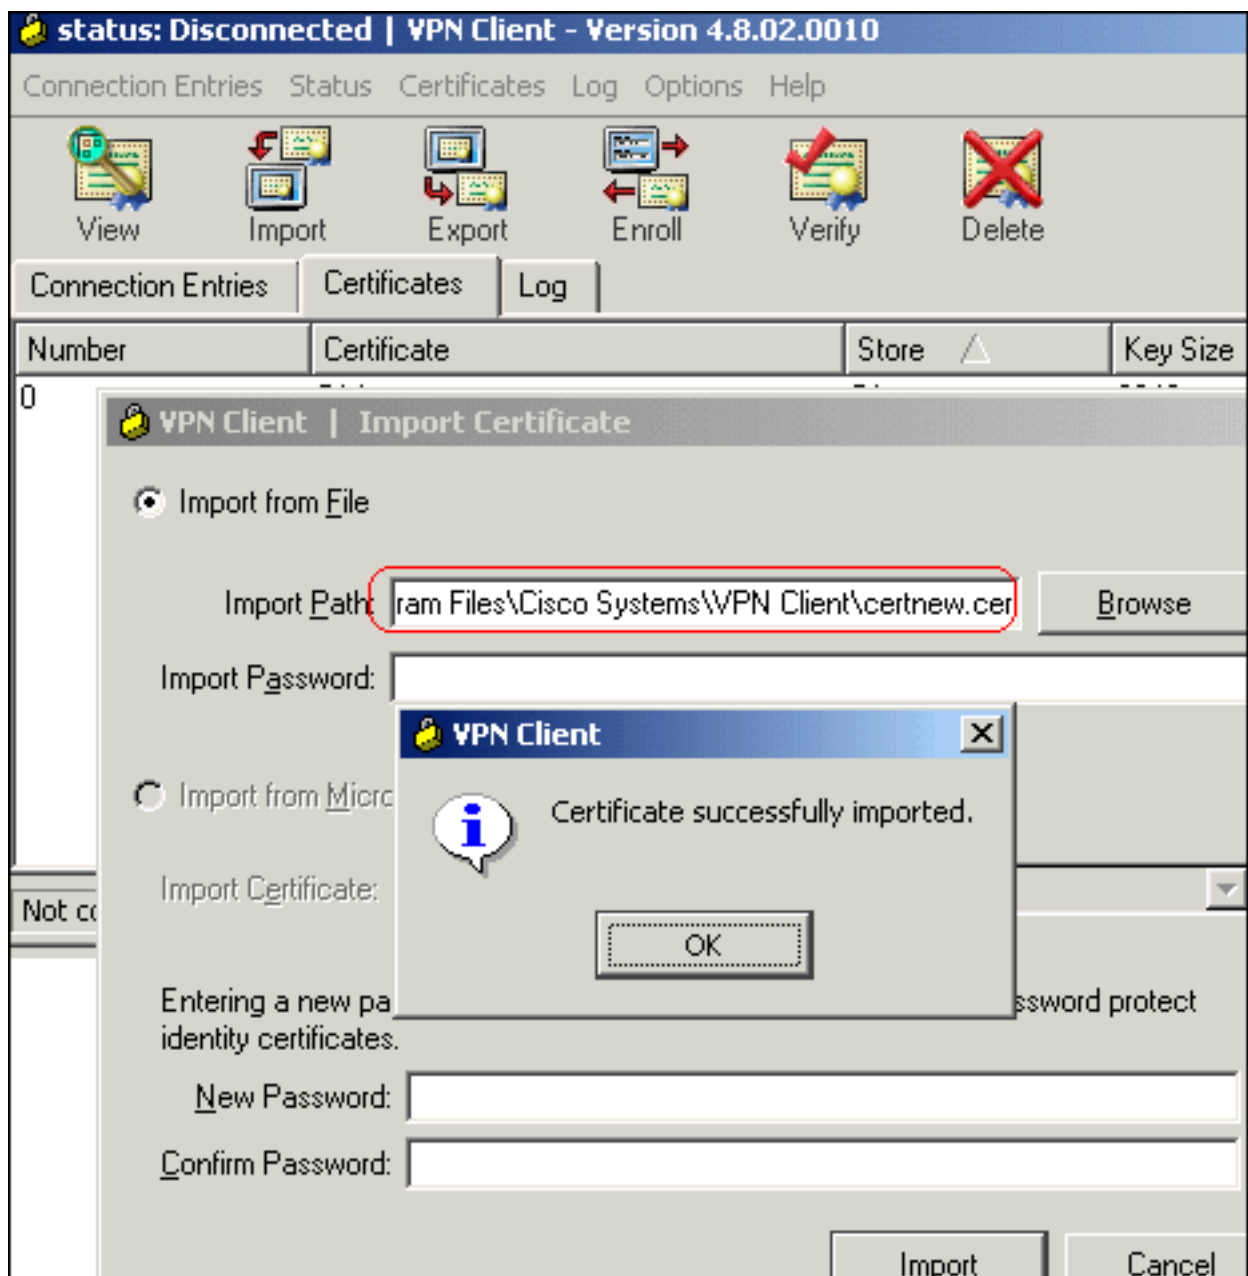 status: Disconnected | VPN Client - Version 4.8.02.0010
Connection Entries Status Certificates Log Options Help
View Import Export Enroll Verify Delete
Connection Entries Certificates Log
Number Certificate Store Key Size
0
VPN Client | Import Certificate
Import from File
Import Path: ram Files\Cisco Systems\VPN Client\certnew.cer Browse
Import Password:
VPN Client
Certificate successfully imported.
OK
Import from Micro
Import Certificate:
Not co
Entering a new pa
ssword protect
identity certificates.
New Password:
Confirm Password:
Import Cancel